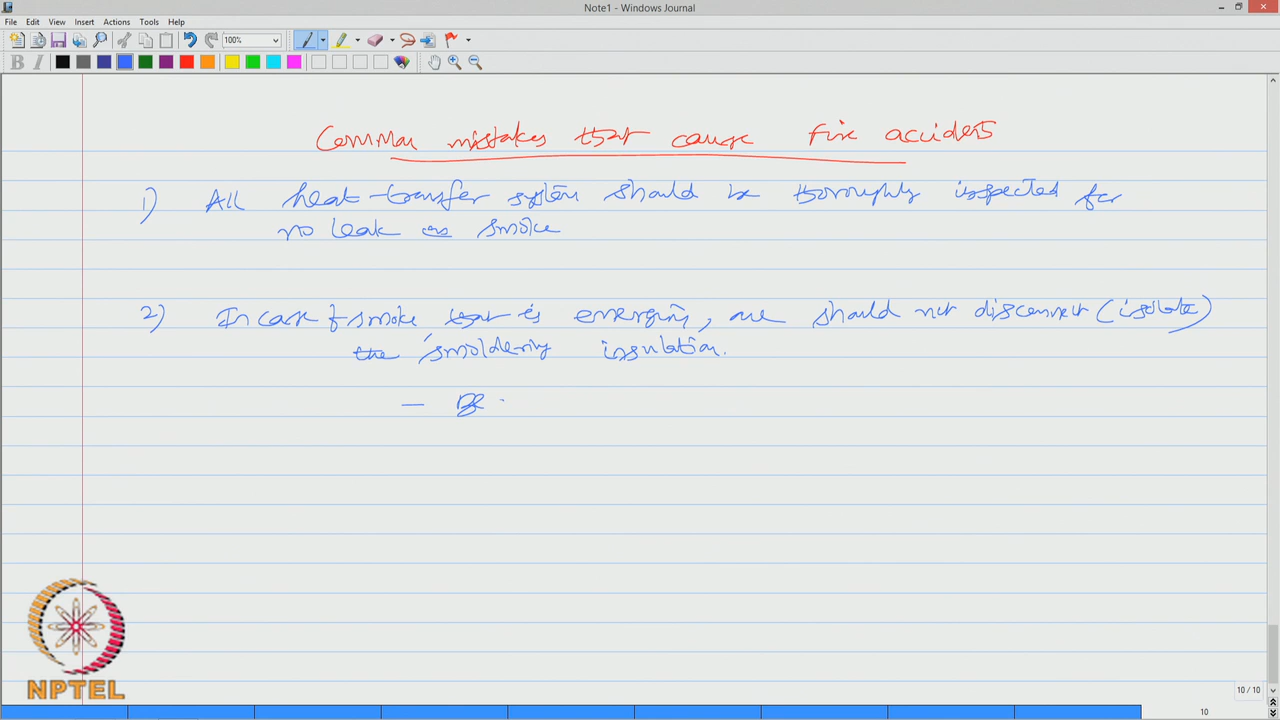 Note1 - Windows Journal
File Edit View Insert Actions Tools Help
100%
B I
Common mistakes that cause fire accidents
1) All heat-transfer system should be thoroughly inspected for
no leak or smoke
2) In case of smoke that is emerging, one should not disconnect (isolate)
the smoldering insulation.
—
NPTEL
10 / 10
10